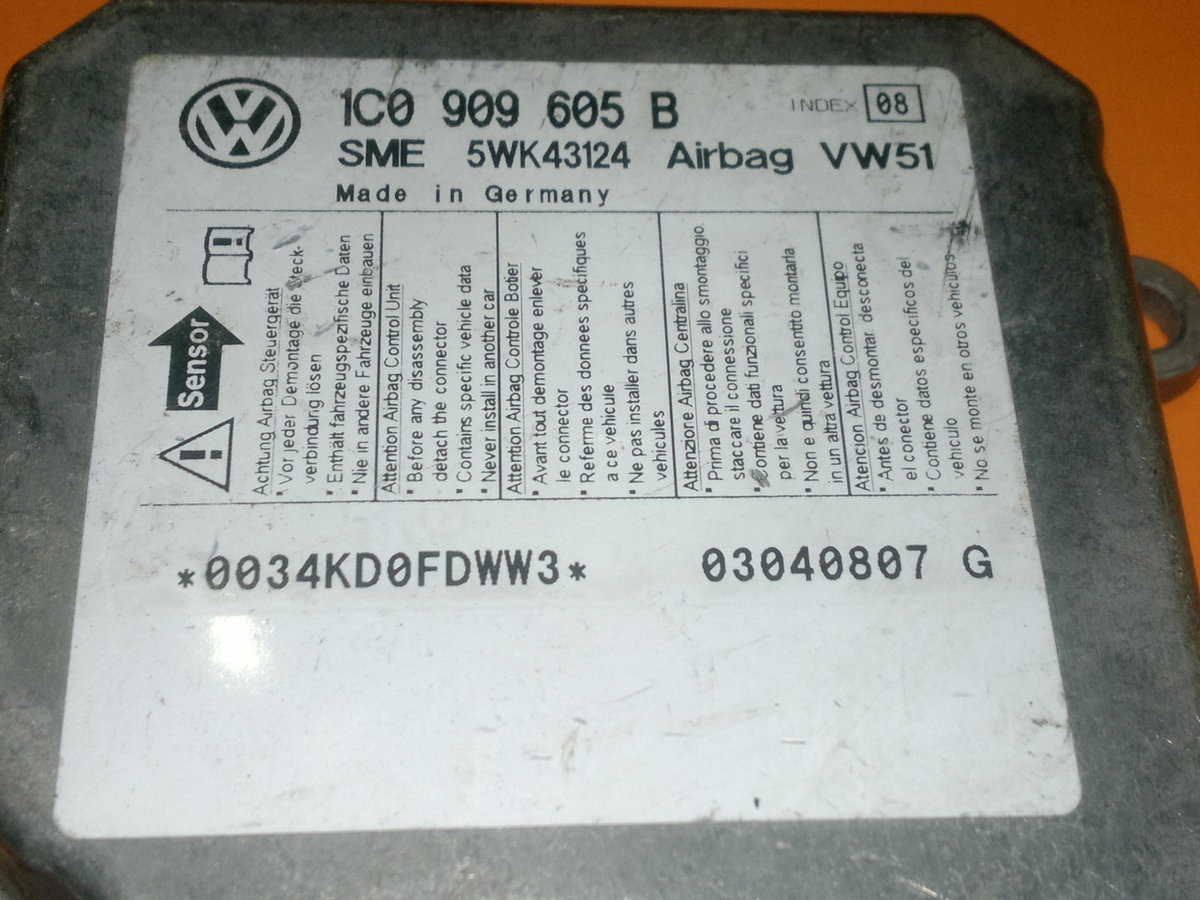 1C0 909 605 B INDEX 08
SME 5WK43124 Airbag VW51
Made in Germany
Sensor
Achtung Airbag Steuergerät
* Vor jeder Demontage die Steck-
verbindung lösen
* Enthalt fahrzeugspezifische Daten
* Nie in andere Fahrzeuge einbauen
Attention Airbag Control Unit
* Before any disassembly
detach the connector
* Contains specific vehicle data
* Never install in another car
Attention Airbag Controle Boitier
* Avant tout demontage enlever
le connector
* Referme des donnees specifiques
a ce vehicule
* Ne pas installer dans autres
vehicules
Attenzione Airbag Centralina
* Prima di procedere allo smontaggio
staccare il connessione
* Contiene dati funzionali specifici
per la vettura
* Non e quindi consentito montarla
in un altra vettura
Atencion Airbag Control Equipo
* Antes de desmontar desconecta
el conector
* Contiene datos especificos del
vehiculo
* No se monte en otros vehiculos
*0034KD0FDWW3* 03040807 G